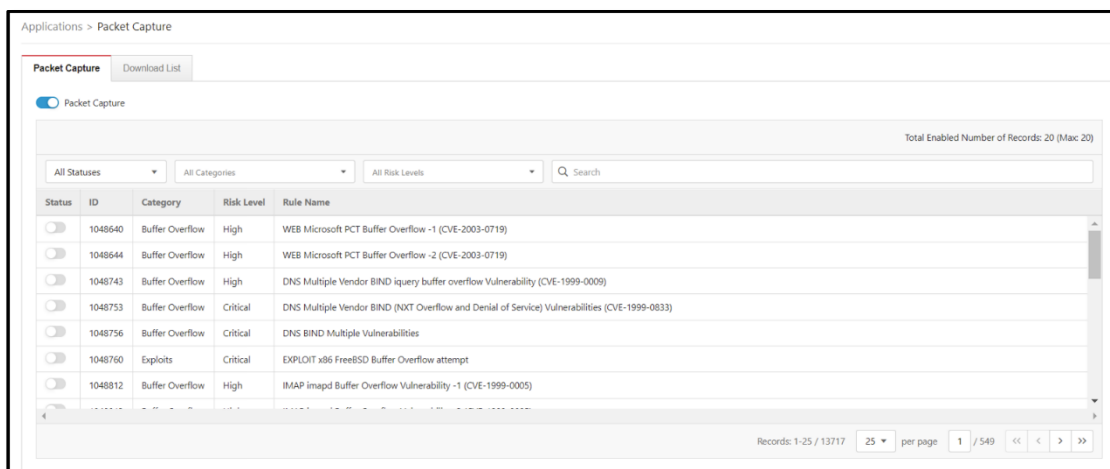 Applications > Packet Capture
Packet Capture Download List
Packet Capture
Total Enabled Number of Records: 20 (Max: 20)
All Statuses All Categories All Risk Levels Search
Status ID Category Risk Level Rule Name
1048640 Buffer Overflow High WEB Microsoft PCT Buffer Overflow -1 (CVE-2003-0719)
1048644 Buffer Overflow High WEB Microsoft PCT Buffer Overflow -2 (CVE-2003-0719)
1048743 Buffer Overflow High DNS Multiple Vendor BIND iquery buffer overflow Vulnerability (CVE-1999-0009)
1048753 Buffer Overflow Critical DNS Multiple Vendor BIND (NXT Overflow and Denial of Service) Vulnerabilities (CVE-1999-0833)
1048756 Buffer Overflow Critical DNS BIND Multiple Vulnerabilities
1048760 Exploits Critical EXPLOIT x86 FreeBSD Buffer Overflow attempt
1048812 Buffer Overflow High IMAP imapd Buffer Overflow Vulnerability -1 (CVE-1999-0005)
Records: 1-25 / 13717 25 per page 1 / 549 << < > >>